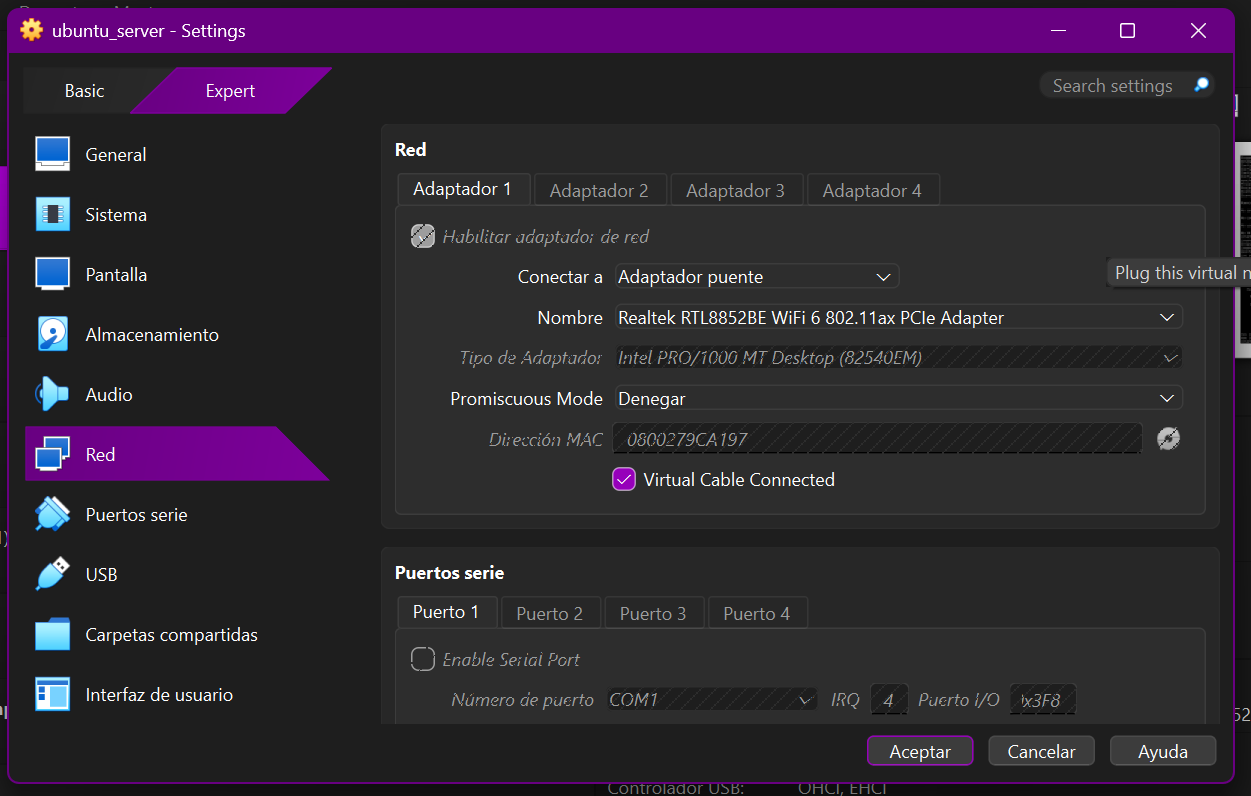 ubuntu_server - Settings
Basic
Expert
Search settings
General
Sistema
Pantalla
Almacenamiento
Audio
Red
Puertos serie
USB
Carpetas compartidas
Interfaz de usuario
Red
Adaptador 1 Adaptador 2 Adaptador 3 Adaptador 4
Habilitar adaptador de red
Conectar a Adaptador puente
Plug this virtual
Nombre Realtek RTL8852BE WiFi 6 802.11ax PCIe Adapter
Tipo de Adaptador Intel PRO/1000 MT Desktop (82540EM)
Promiscuous Mode Denegar
Dirección MAC 0800279CA197
Virtual Cable Connected
Puertos serie
Puerto 1 Puerto 2 Puerto 3 Puerto 4
Enable Serial Port
Número de puerto COM1 IRQ 4 Puerto I/O 0x3F8
Aceptar Cancelar Ayuda
Controlador USB: OHCI, EHCI